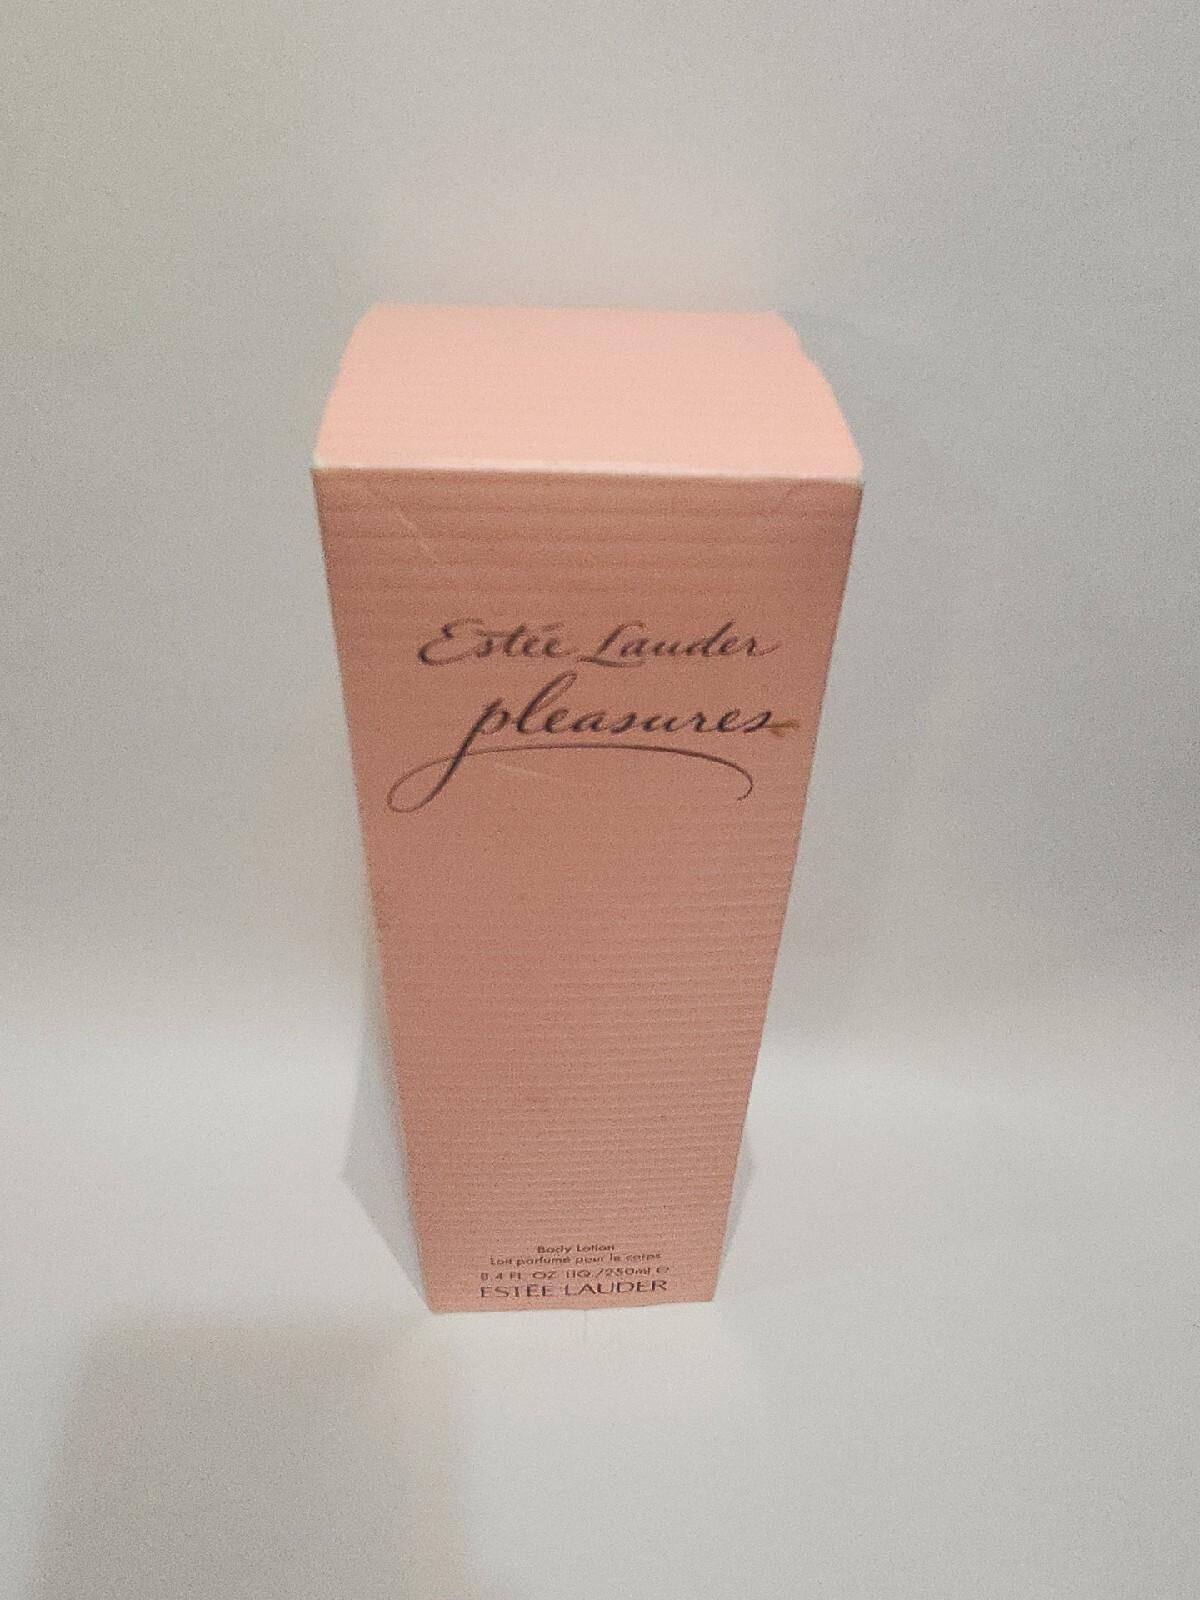 Estée Lauder
pleasures
Body Lotion
Lait parfumé pour le corps
8.4 FL. OZ. LIQ./250ml e
ESTĒE LAUDER